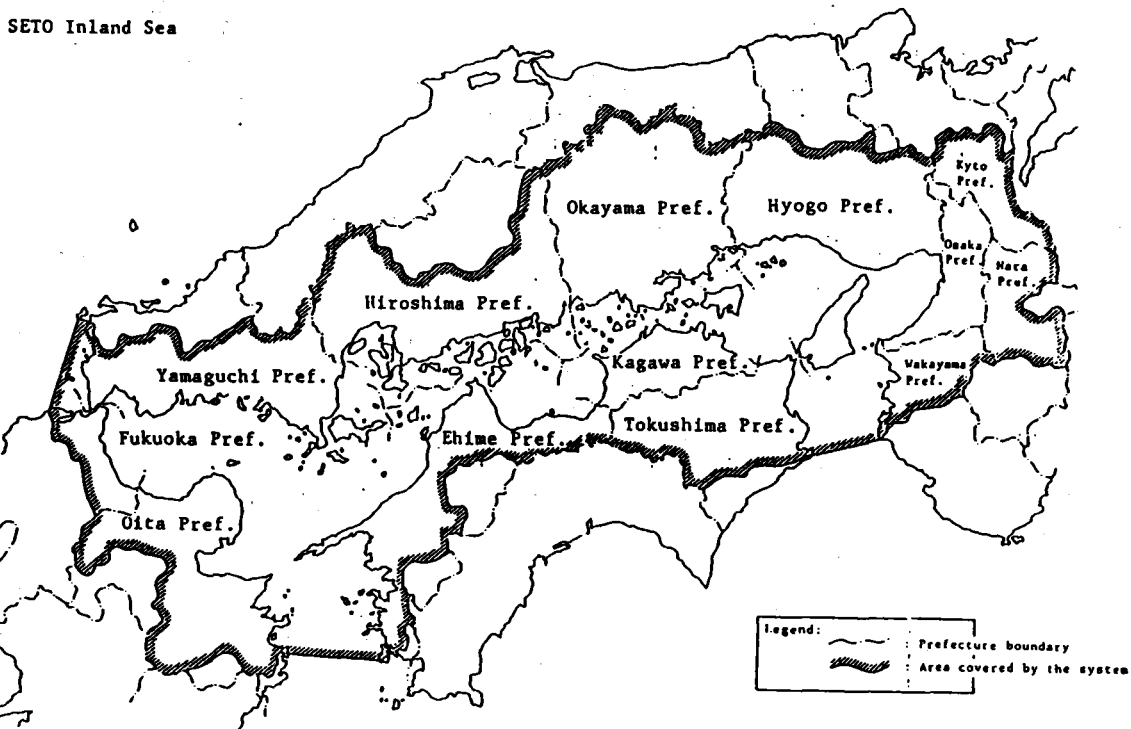 SETO Inland Sea
Kyto
Pref.
Okayama Pref.
Hyogo Pref.
Osaka
Pref.
Nara
Pref.
Hiroshima Pref.
Kagawa Pref.
Wakayama
Pref.
Yamaguchi Pref.
Fukuoka Pref.
Ehime Pref.
Tokushima Pref.
Oita Pref.
Legend:
: Prefecture boundary
: Area covered by the system